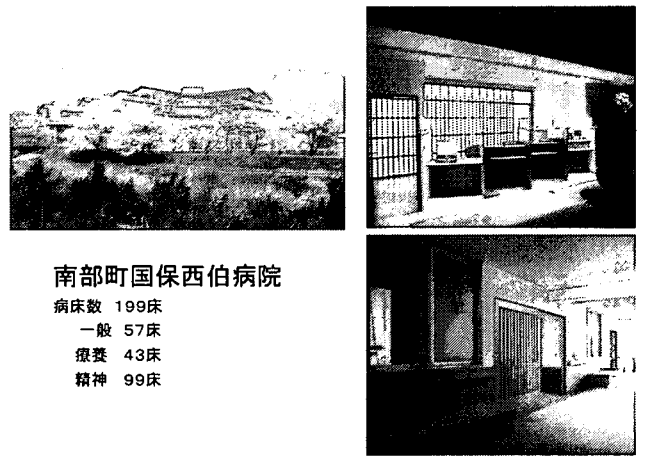 南部町国保西伯病院
病床数 199床
一般 57床
療養 43床
精神 99床